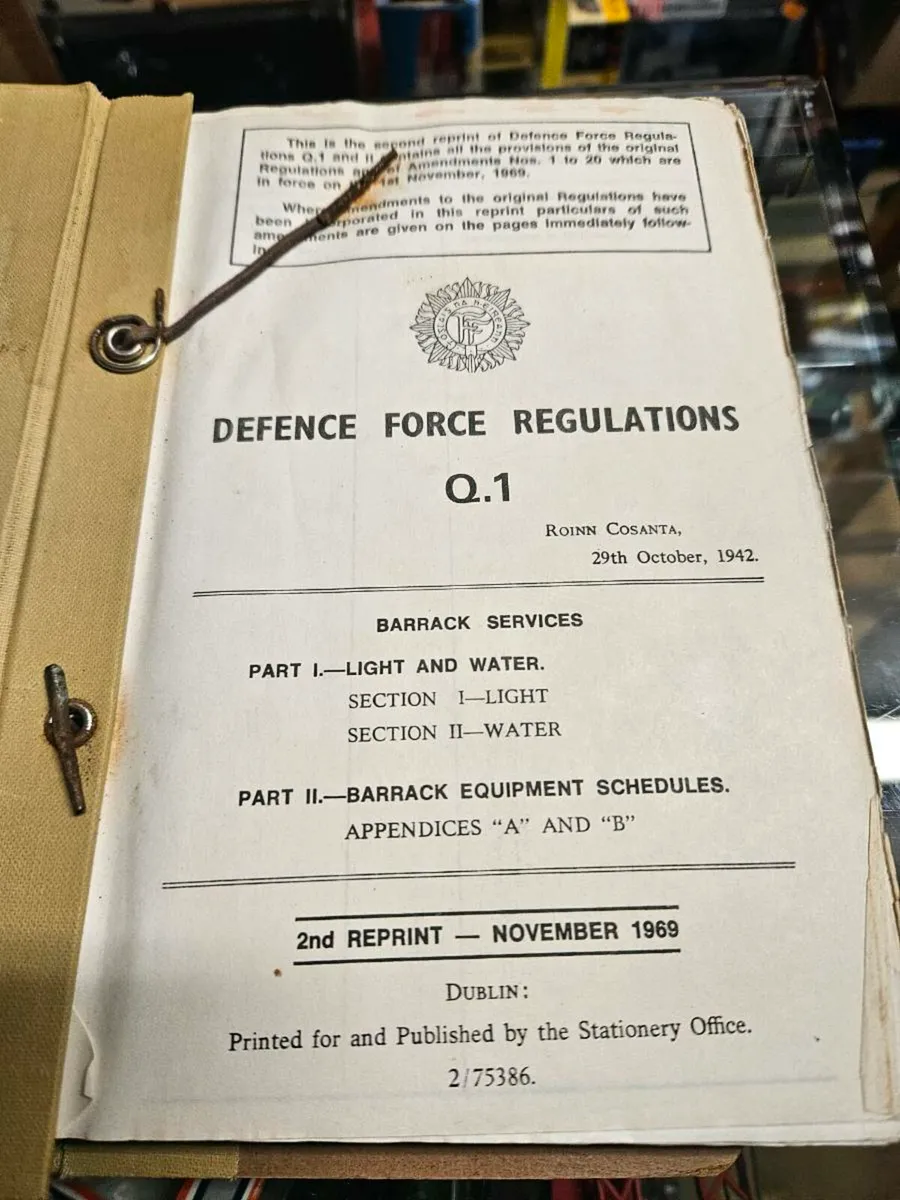 This is the second reprint of Defence Force Regula-
tions Q.1 and it contains all the provisions of the original
Regulations and of Amendments Nos. 1 to 20 which are
in force on 1st November, 1969.
Where amendments to the original Regulations have
been incorporated in this reprint particulars of such
amendments are given on the pages immediately follow-
ÓGLAIGH NA H-ÉIREANN
FF
DEFENCE FORCE REGULATIONS
Q.1
ROINN COSANTA,
29th October, 1942.
BARRACK SERVICES
PART I.—LIGHT AND WATER.
SECTION I—LIGHT
SECTION II—WATER
PART II.—BARRACK EQUIPMENT SCHEDULES.
APPENDICES “A” AND “B”
2nd REPRINT — NOVEMBER 1969
DUBLIN:
Printed for and Published by the Stationery Office.
2/75386.